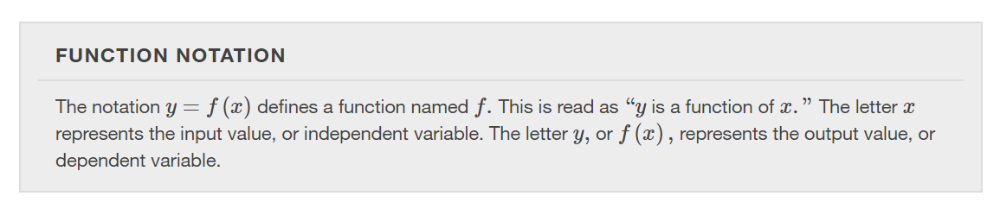 FUNCTION NOTATION
The notation y = f (x) defines a function named f. This is read as “y is a function of x.” The letter x
represents the input value, or independent variable. The letter y, or f (x) , represents the output value, or
dependent variable.